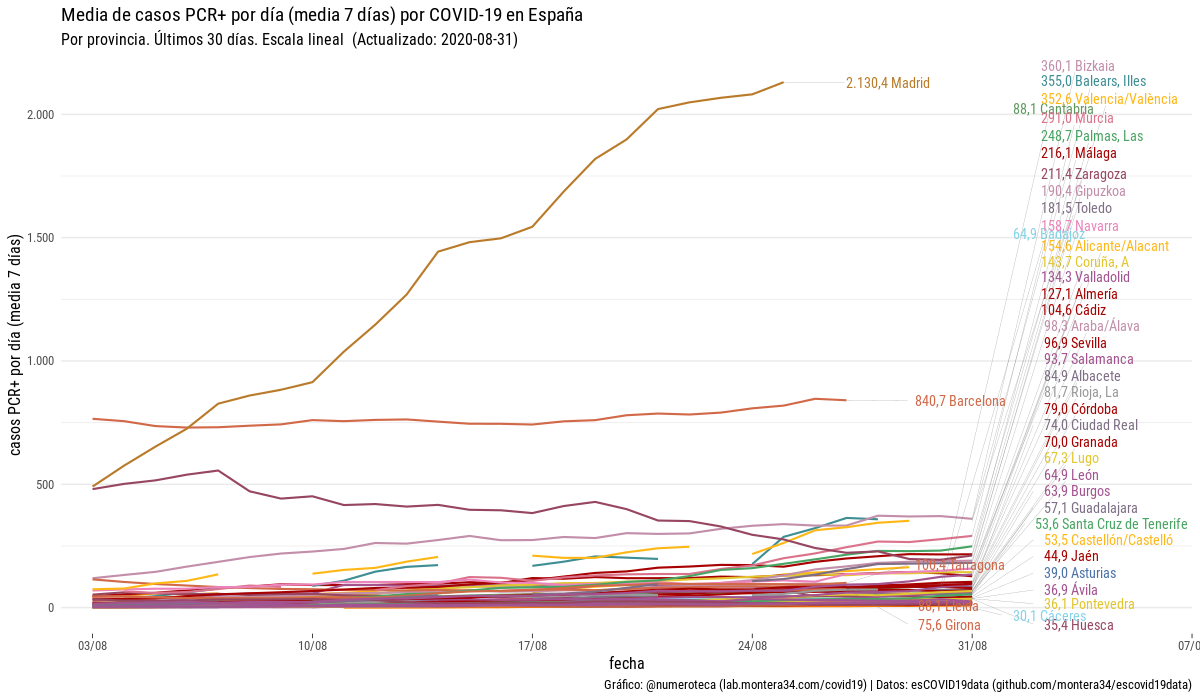 Media de casos PCR+ por día (media 7 días) por COVID-19 en España
Por provincia. Últimos 30 días. Escala lineal (Actualizado: 2020-08-31)
casos PCR+ por día (media 7 días)
2.000
1.500
1.000
500
0
03/08
10/08
17/08
24/08
31/08
07/0
fecha
2.130,4 Madrid
840,7 Barcelona
360,1 Bizkaia
355,0 Balears, Illes
352,6 Valencia/València
88,1 Cantabria
291,0 Murcia
248,7 Palmas, Las
216,1 Málaga
211,4 Zaragoza
190,4 Gipuzkoa
181,5 Toledo
158,7 Navarra
64,9 Badajoz
154,6 Alicante/Alacant
143,7 Coruña, A
134,3 Valladolid
127,1 Almería
104,6 Cádiz
98,3 Araba/Álava
96,9 Sevilla
93,7 Salamanca
84,9 Albacete
81,7 Rioja, La
79,0 Córdoba
74,0 Ciudad Real
70,0 Granada
67,3 Lugo
64,9 León
63,9 Burgos
57,1 Guadalajara
53,6 Santa Cruz de Tenerife
53,5 Castellón/Castelló
44,9 Jaén
100,4 Tarragona
39,0 Asturias
36,9 Ávila
36,1 Pontevedra
Lleida
30,1 Cáceres
75,6 Girona
35,4 Huesca
Gráfico: @numeroteca (lab.montera34.com/covid19) | Datos: esCOVID19data (github.com/montera34/escovid19data)